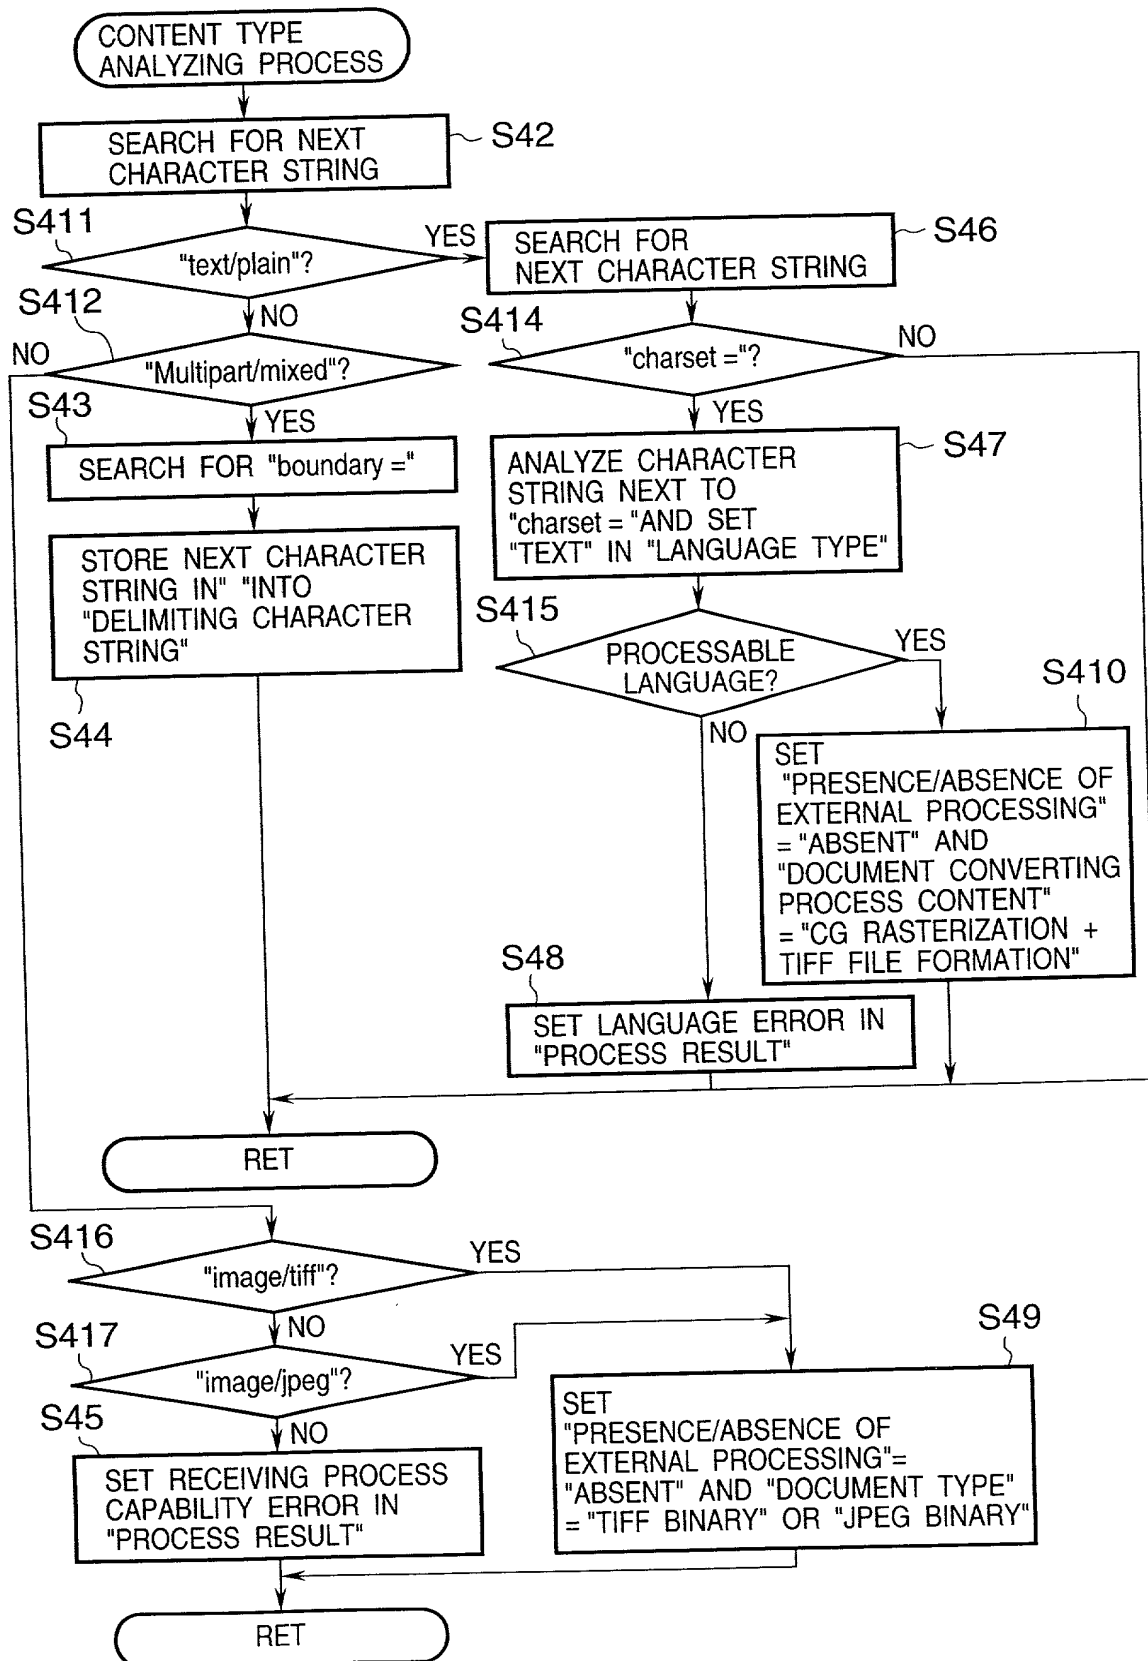 CONTENT TYPE
ANALYZING PROCESS
SEARCH FOR NEXT
CHARACTER STRING
S42
S411
"text/plain"?
YES
SEARCH FOR
NEXT CHARACTER STRING
S46
S412
NO
NO
"Multipart/mixed"?
S414
"charset ="?
NO
S43
YES
SEARCH FOR "boundary ="
YES
ANALYZE CHARACTER
STRING NEXT TO
"charset = "AND SET
"TEXT" IN "LANGUAGE TYPE"
S47
STORE NEXT CHARACTER
STRING IN" "INTO
"DELIMITING CHARACTER
STRING"
S44
S415
PROCESSABLE
LANGUAGE?
YES
NO
S410
SET
"PRESENCE/ABSENCE OF
EXTERNAL PROCESSING"
= "ABSENT" AND
"DOCUMENT CONVERTING
PROCESS CONTENT"
= "CG RASTERIZATION +
TIFF FILE FORMATION"
S48
SET LANGUAGE ERROR IN
"PROCESS RESULT"
RET
S416
"image/tiff"?
YES
NO
S417
"image/jpeg"?
YES
NO
S49
SET
"PRESENCE/ABSENCE OF
EXTERNAL PROCESSING"=
"ABSENT" AND "DOCUMENT TYPE"
= "TIFF BINARY" OR "JPEG BINARY"
S45
SET RECEIVING PROCESS
CAPABILITY ERROR IN
"PROCESS RESULT"
RET